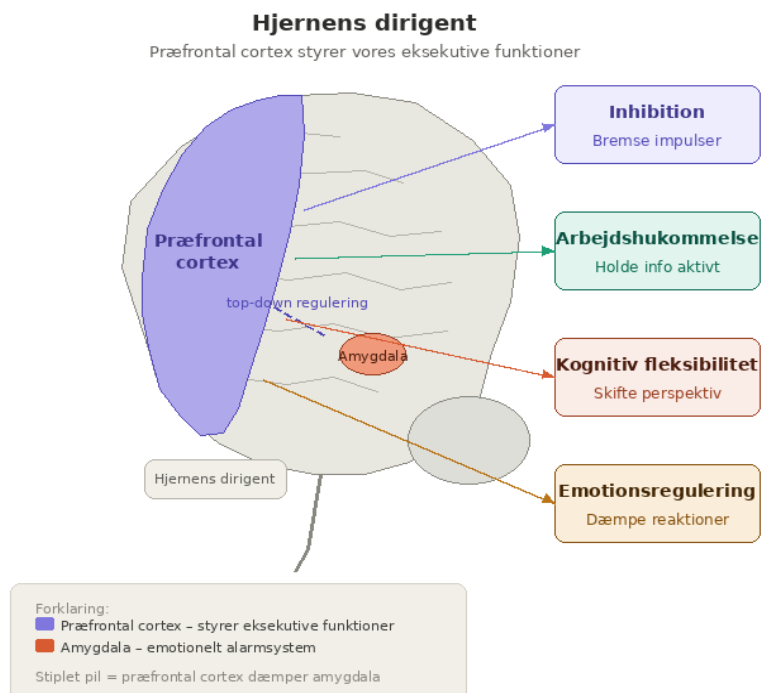 Hjernens dirigent
Præfrontal cortex styrer vores eksekutive funktioner
Inhibition
Bremse impulser
Præfrontal
cortex
Arbejdshukommelse
Holde info aktivt
top-down regulering
Amygdala
Kognitiv fleksibilitet
Skifte perspektiv
Hjernens dirigent
Emotionsregulering
Dæmpe reaktioner
Forklaring:
Præfrontal cortex – styrer eksekutive funktioner
Amygdala – emotionelt alarmsystem
Stiplet pil = præfrontal cortex dæmper amygdala